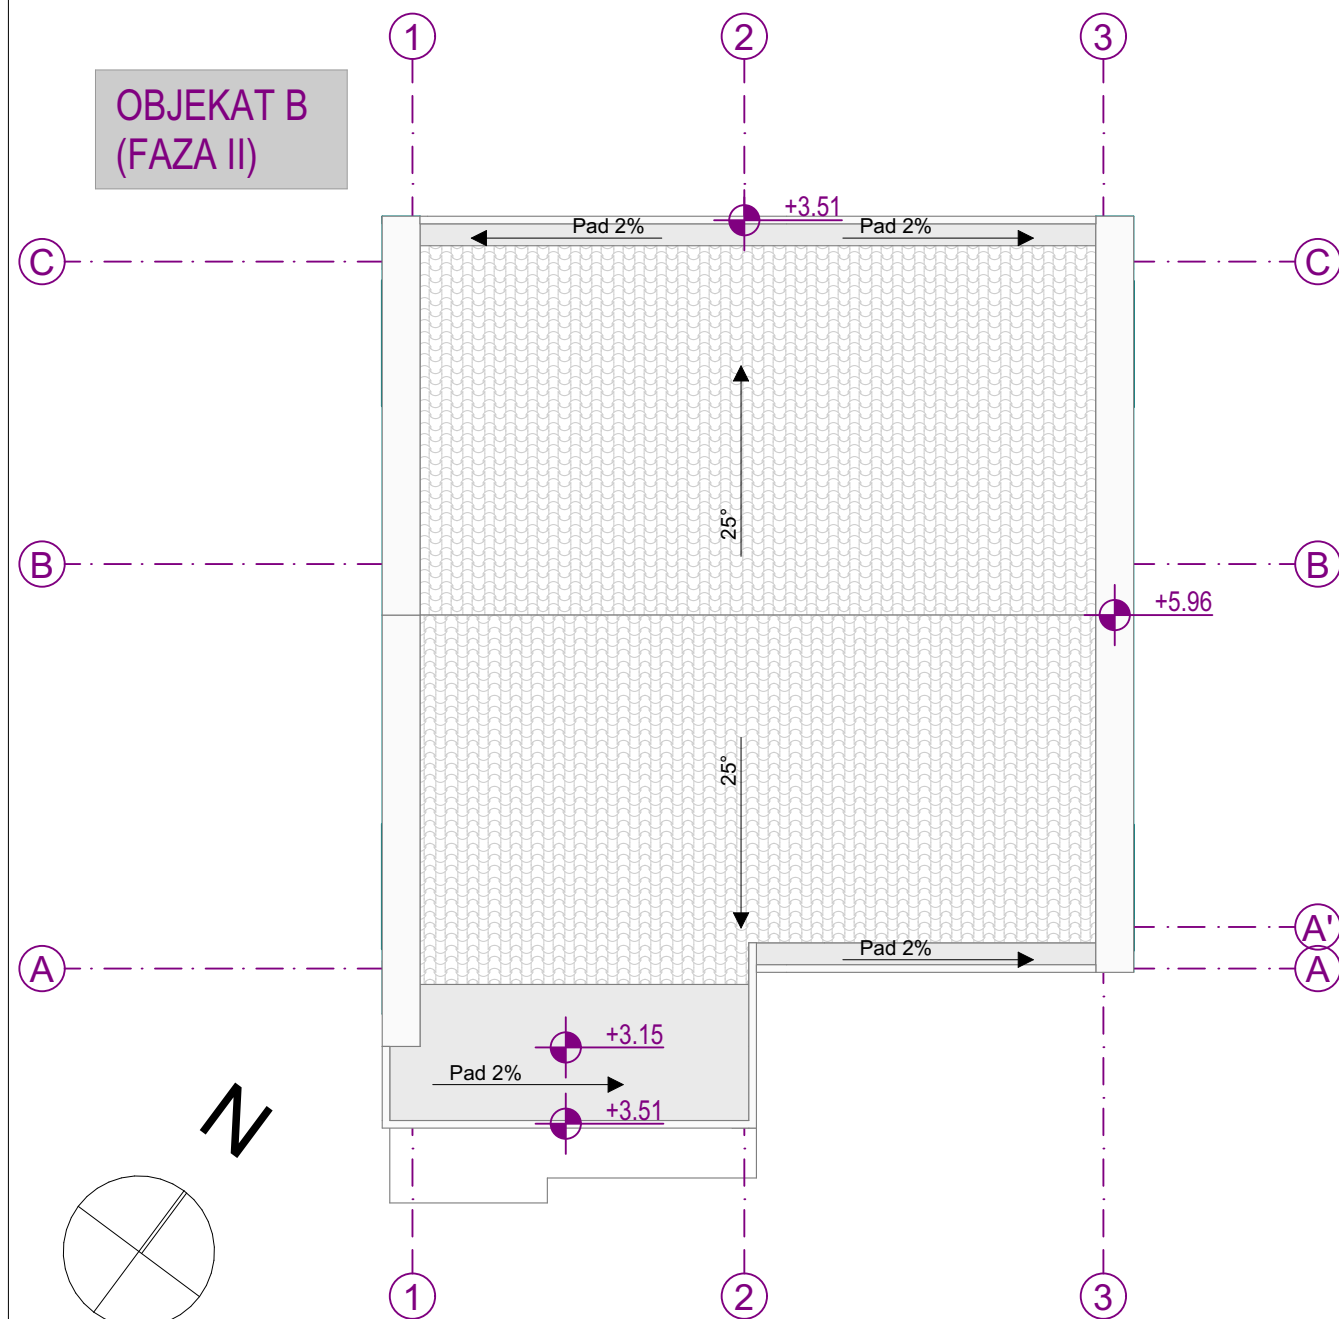 1
2
3
OBJEKAT B
(FAZA II)
+3.51
Pad 2%
Pad 2%
C
C
25°
B
B
+5.96
25°
A'
Pad 2%
A
A
+3.15
Pad 2%
+3.51
N
1
2
3